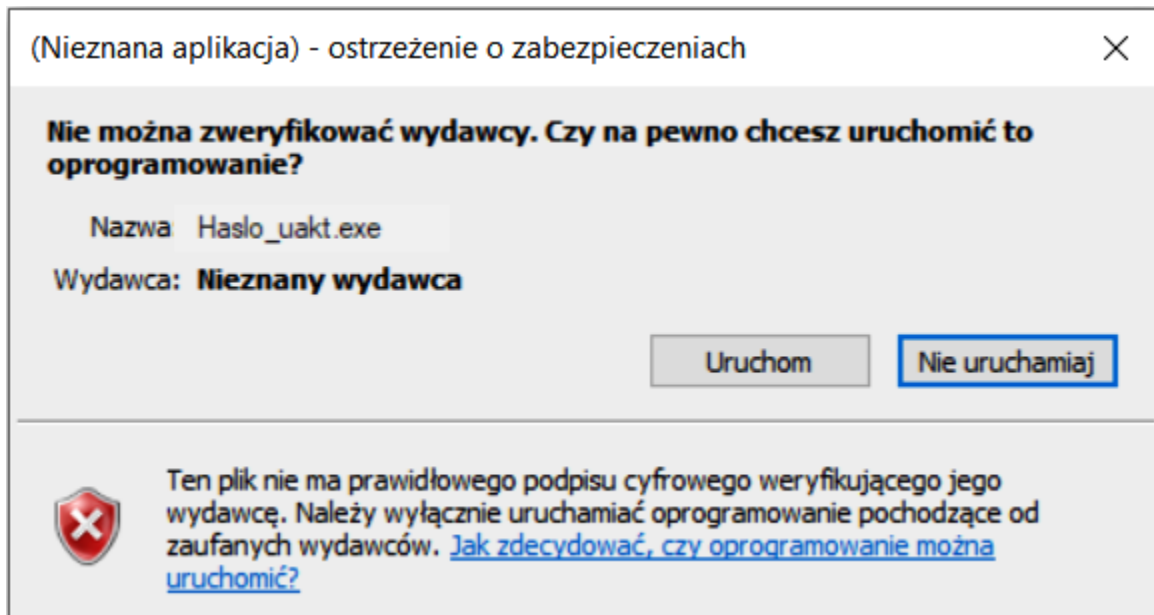 (Nieznana aplikacja) - ostrzeżenie o zabezpieczeniach
Nie można zweryfikować wydawcy. Czy na pewno chcesz uruchomić to
oprogramowanie?
Nazwa Haslo_uakt.exe
Wydawca: Nieznany wydawca
Uruchom Nie uruchamiaj
Ten plik nie ma prawidłowego podpisu cyfrowego weryfikującego jego
wydawcę. Należy wyłącznie uruchamiać oprogramowanie pochodzące od
zaufanych wydawców. Jak zdecydować, czy oprogramowanie można
uruchomić?